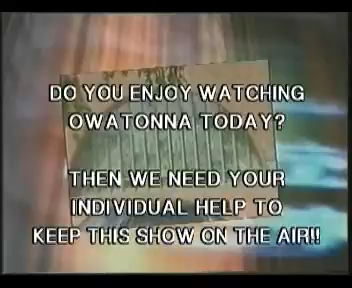 DO YOU ENJOY WATCHING
OWATONNA TODAY?
THEN WE NEED YOUR
INDIVIDUAL HELP TO
KEEP THIS SHOW ON THE AIR!!